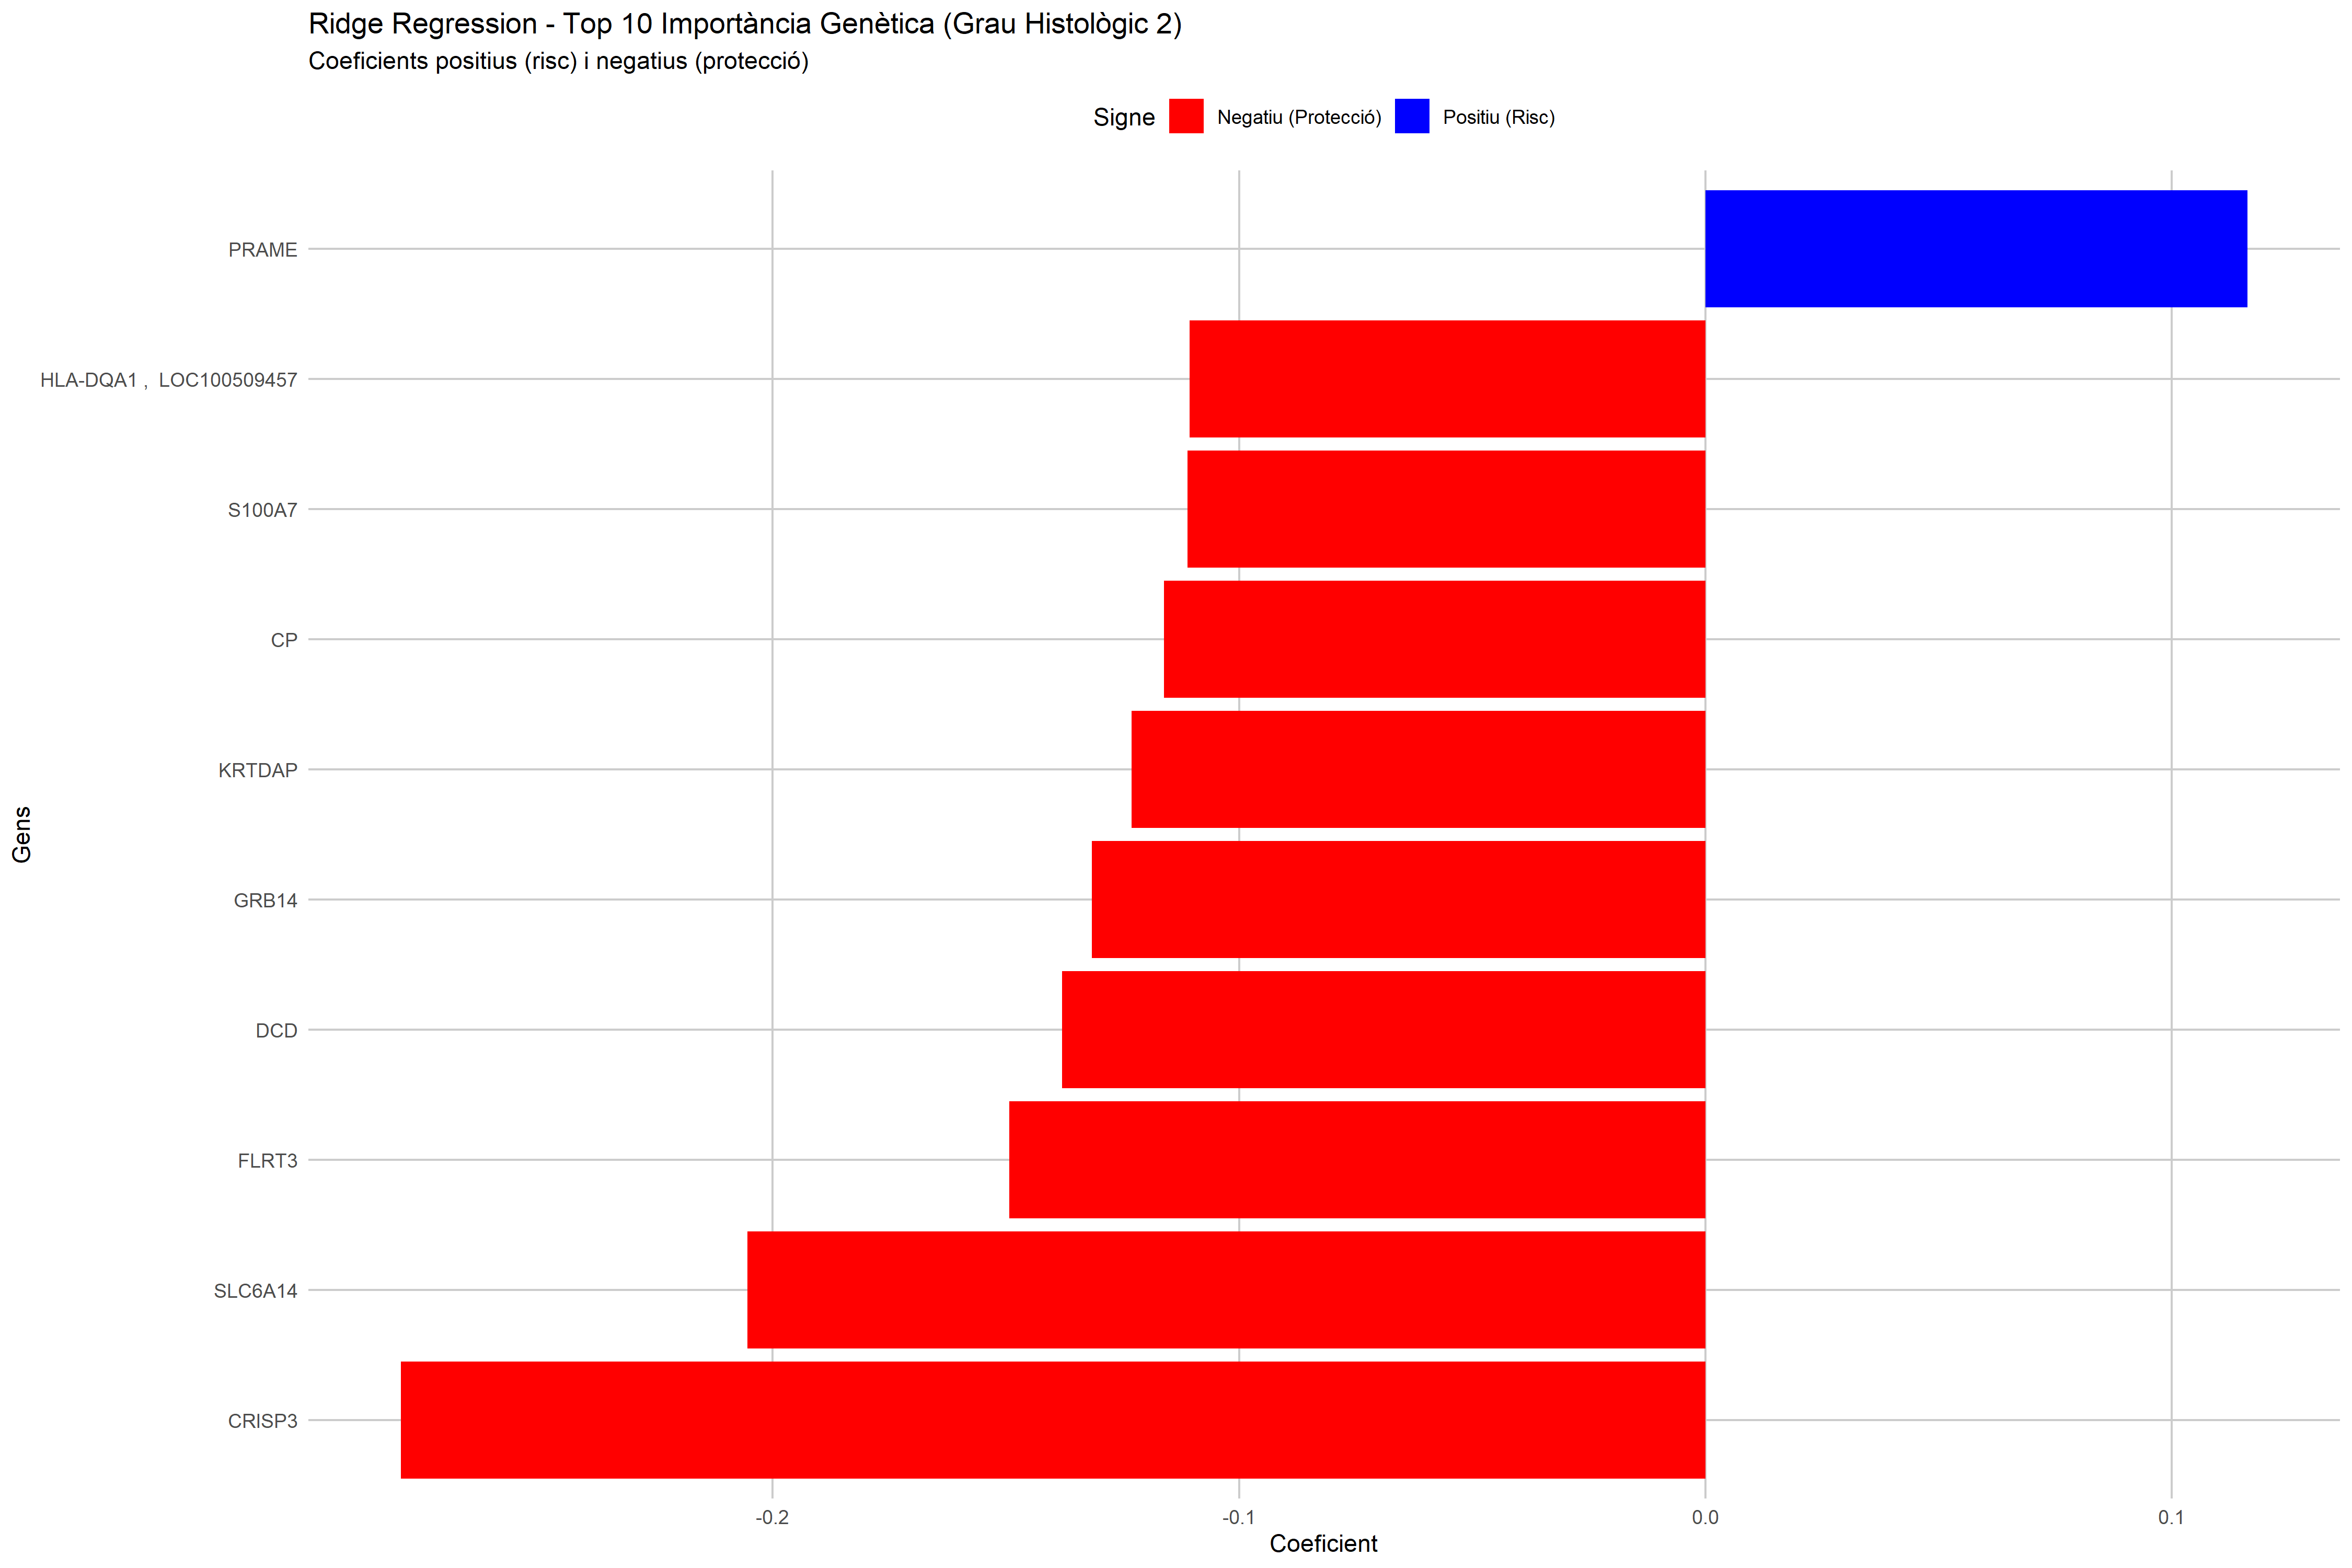 Ridge Regression - Top 10 Importància Genètica (Grau Histològic 2)
Coeficients positius (risc) i negatius (protecció)
Signe Negatiu (Protecció) Positiu (Risc)
PRAME
HLA-DQA1 , LOC100509457
S100A7
CP
KRTDAP
GRB14
DCD
FLRT3
SLC6A14
CRISP3
Gens
-0.2 -0.1 0.0 0.1
Coeficient